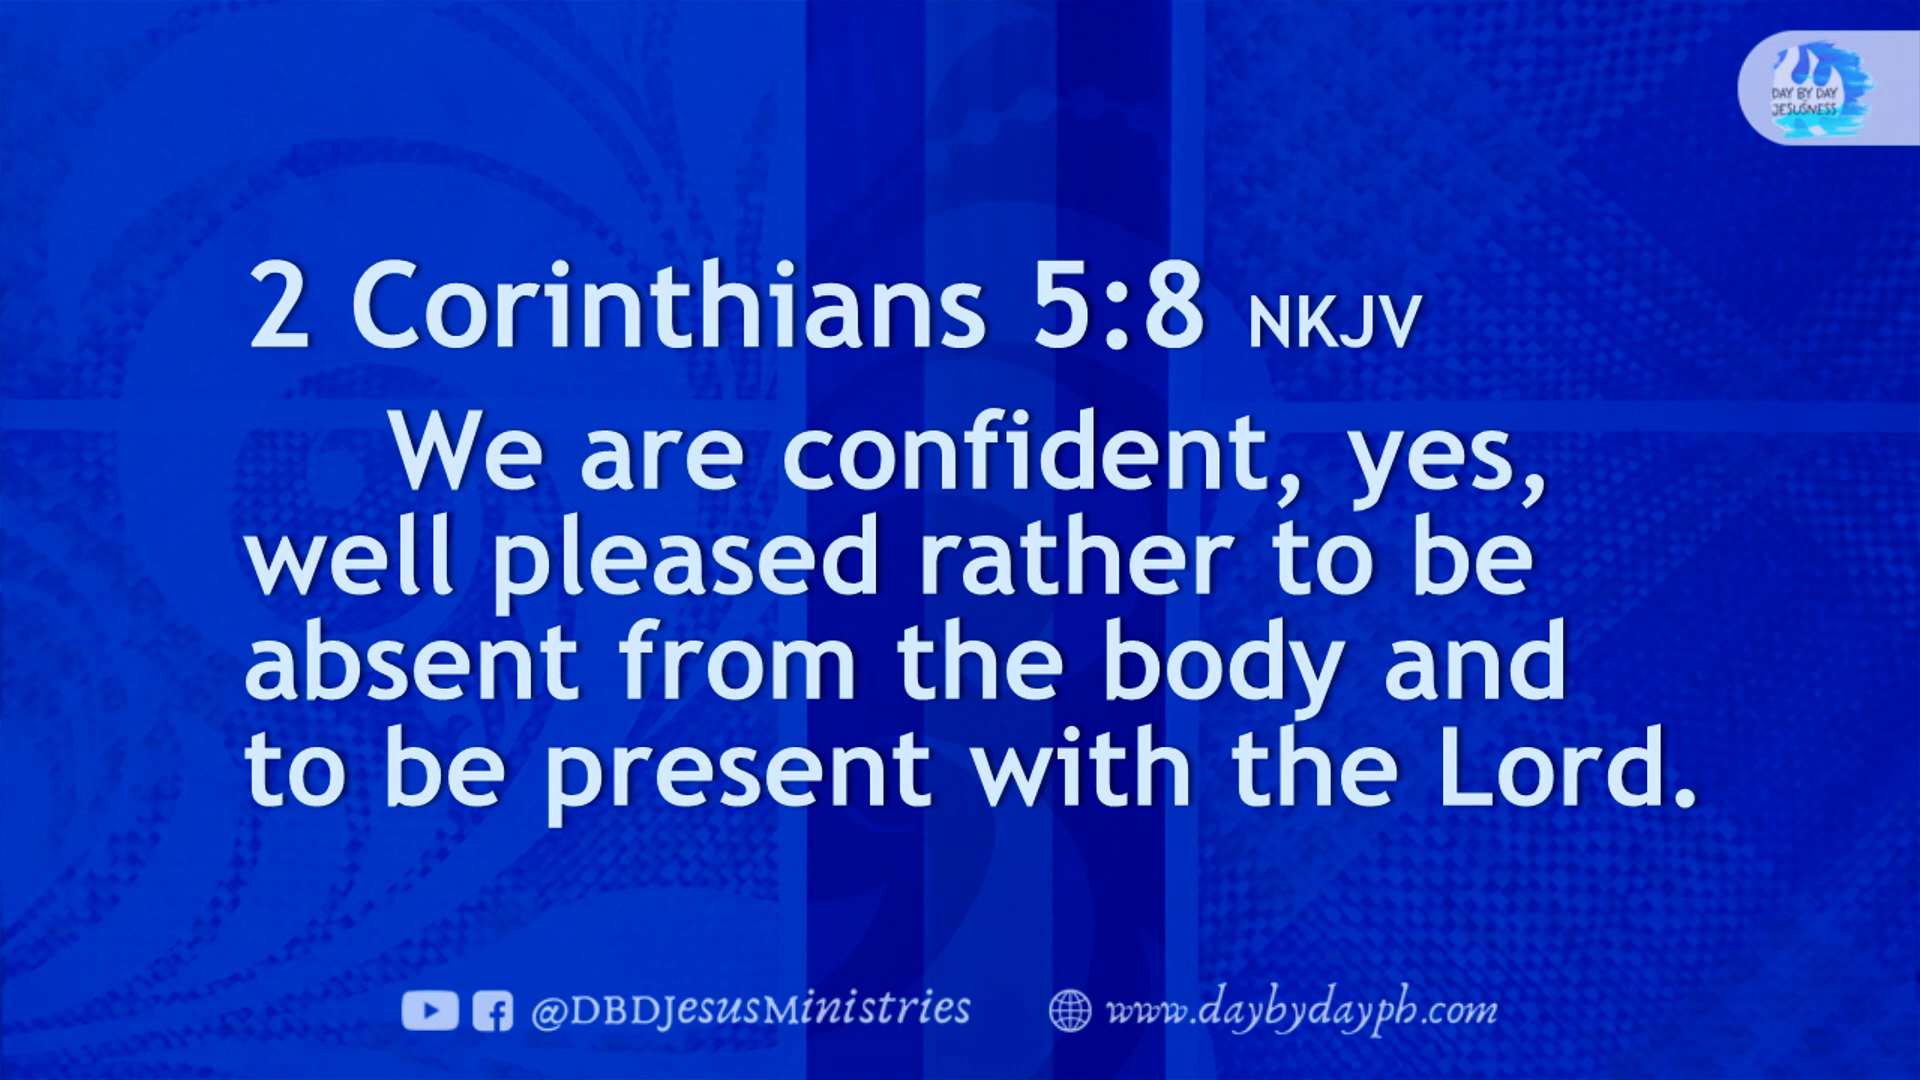 DAY BY DAY
JESUSNESS
2 Corinthians 5:8 NKJV
We are confident, yes,
well pleased rather to be
absent from the body and
to be present with the Lord.
@DBDJesusMinistries www.daybydayph.com